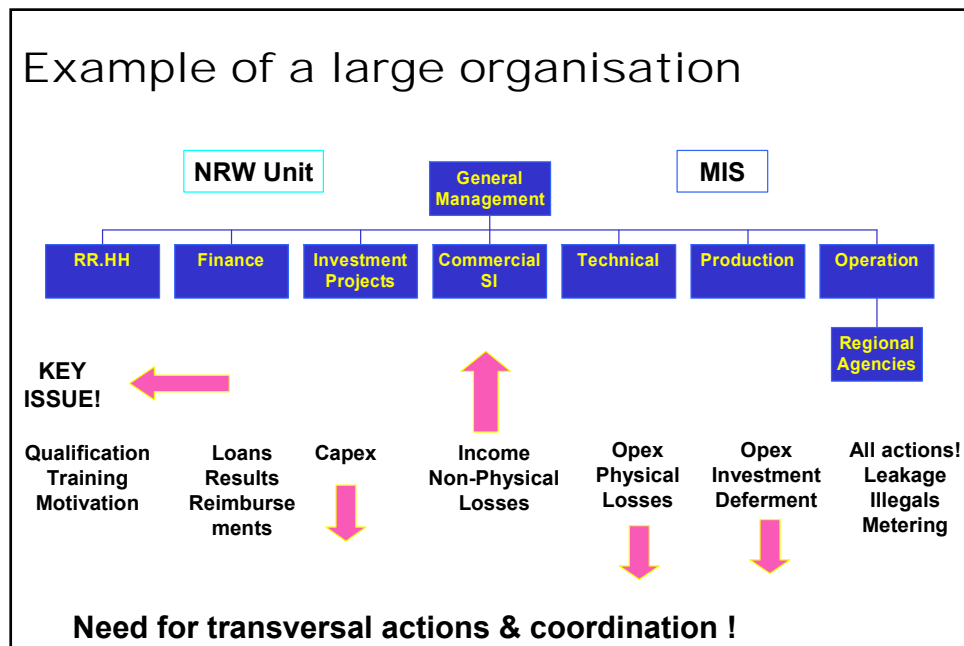 Example of a large organisation
NRW Unit
General
Management
MIS
RR.HH
Finance
Investment
Projects
Commercial
SI
Technical
Production
Operation
Regional
Agencies
KEY
ISSUE!
Qualification
Training
Motivation
Loans
Results
Reimburse
ments
Capex
Income
Non-Physical
Losses
Opex
Physical
Losses
Opex
Investment
Deferment
All actions!
Leakage
Illegals
Metering
Need for transversal actions & coordination !